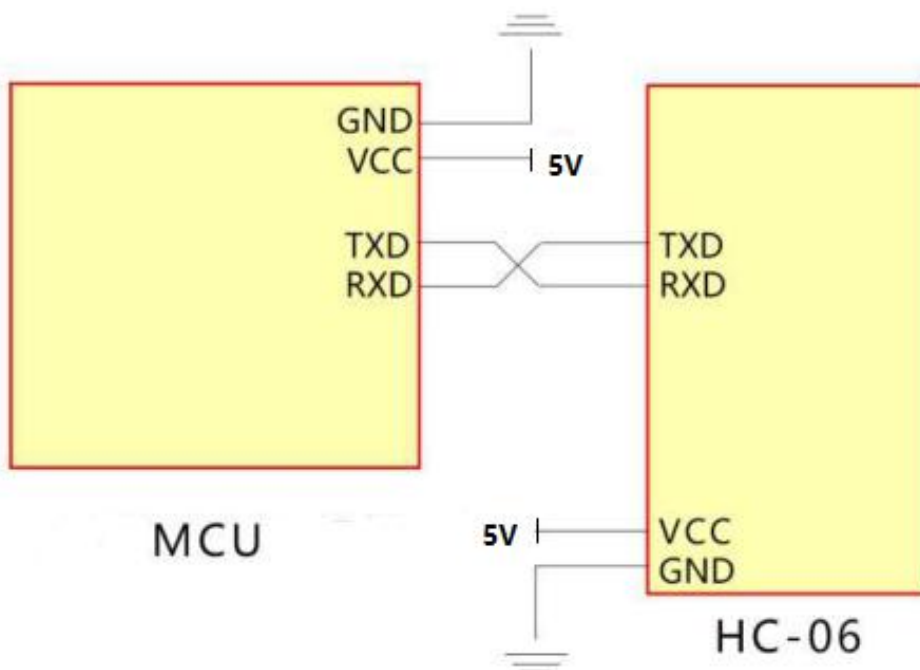 GND
VCC
5V
TXD
RXD
TXD
RXD
5V
VCC
GND
MCU
HC-06